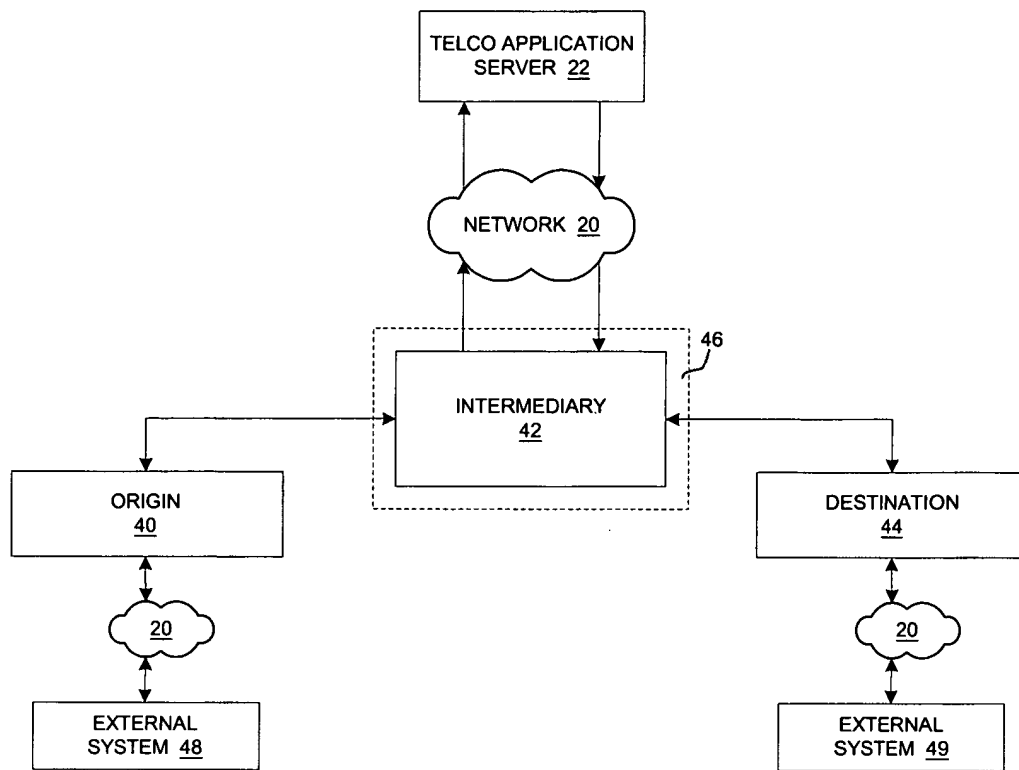 TELCO APPLICATION
SERVER 22
NETWORK 20
46
INTERMEDIARY
42
ORIGIN
40
DESTINATION
44
20
20
EXTERNAL
SYSTEM 48
EXTERNAL
SYSTEM 49